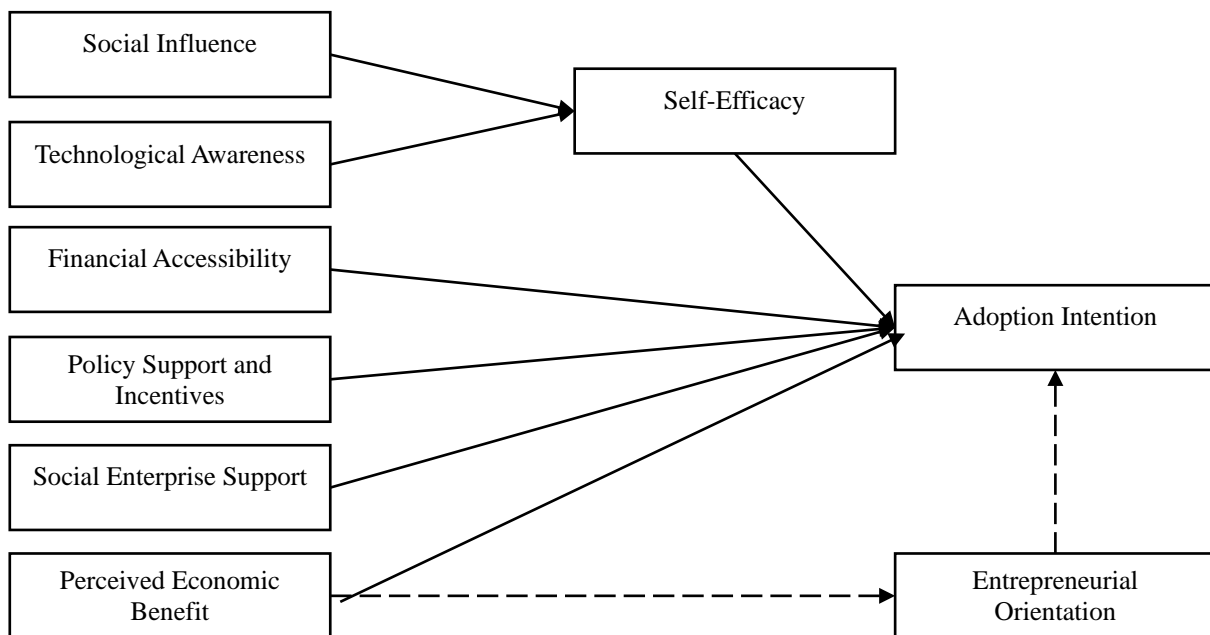 Social Influence
Self-Efficacy
Technological Awareness
Financial Accessibility
Adoption Intention
Policy Support and
Incentives
Social Enterprise Support
Perceived Economic
Benefit
Entrepreneurial
Orientation